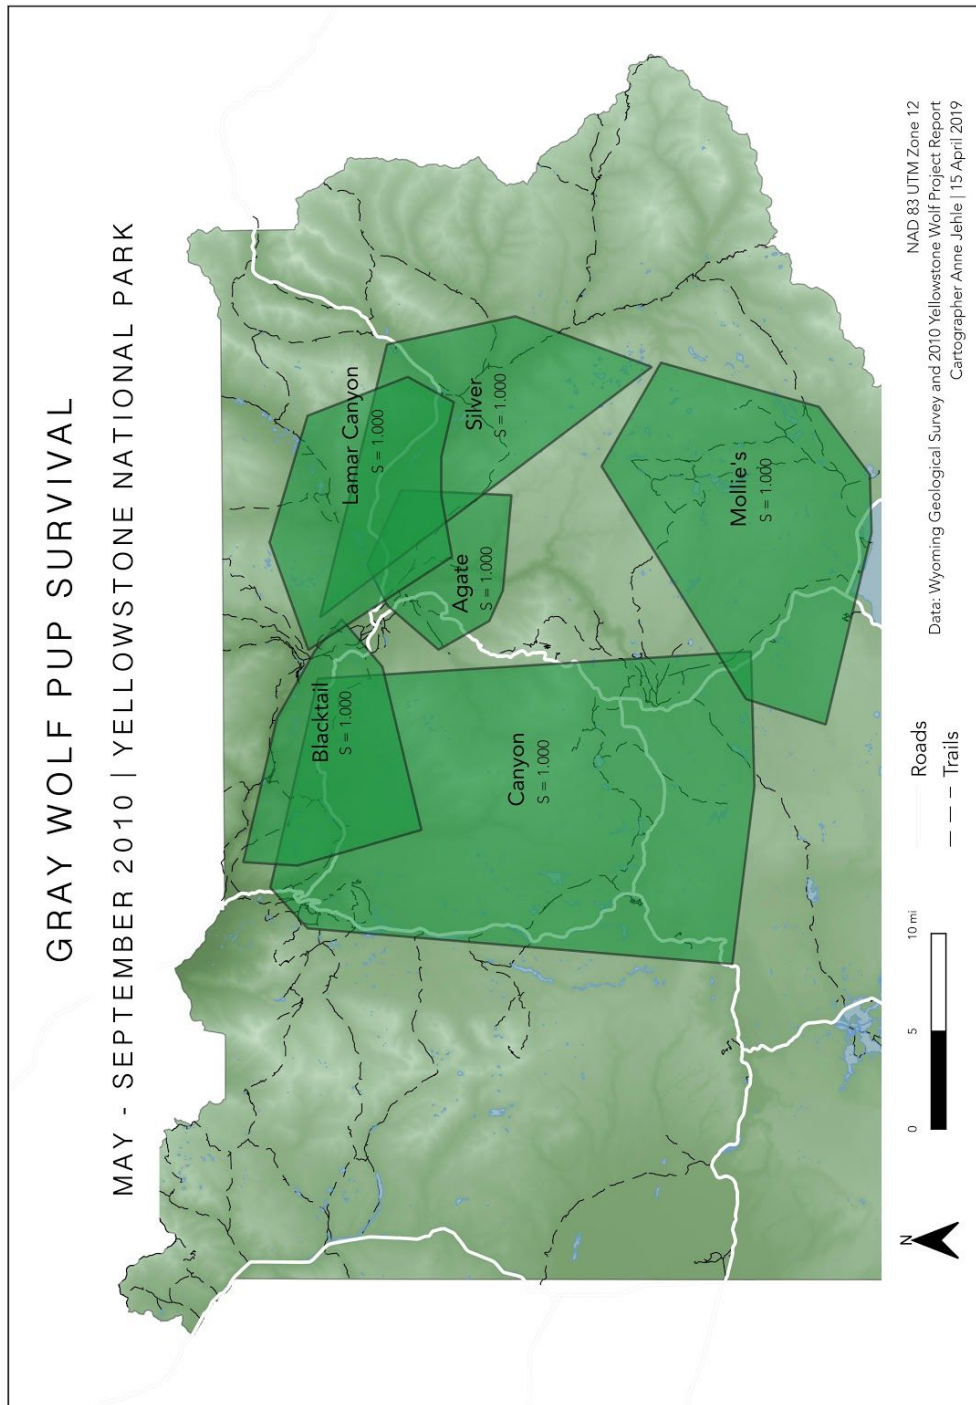 GRAY WOLF PUP SURVIVAL
MAY - SEPTEMBER 2010 | YELLOWSTONE NATIONAL PARK
Lamar Canyon
S = 1.000
Blacktail
S = 1.000
Silver
S = 1.000
Agate
S = 1.000
Canyon
S = 1.000
Mollie's
S = 1.000
N
0 5 10 mi
Roads
Trails
NAD 83 UTM Zone 12
Data: Wyoming Geological Survey and 2010 Yellowstone Wolf Project Report
Cartographer Anne Jehle | 15 April 2019